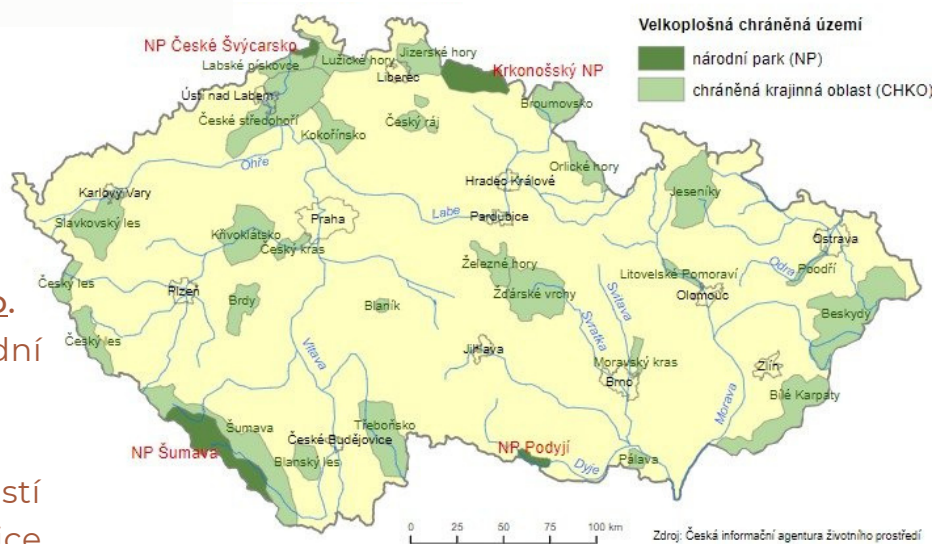 Velkoplošná chráněná území
národní park (NP)
chráněná krajinná oblast (CHKO)
NP České Švýcarsko
Labské pískovce
Lužické hory
Jizerské hory
Liberec
Krkonošský NP
Ústí nad Labem
České středohoří
Kokořínsko
Český ráj
Broumovsko
Orlické hory
Ohře
Karlovy Vary
Hradec Králové
Jeseníky
Slavkovský les
Praha
Labe
Pardubice
Křivoklátsko
Český kras
Ostrava
Odra
Poodří
Železné hory
Litovelské Pomoraví
Český les
Plzeň
Brdy
Blaník
Žďárské vrchy
Olomouc
Svitava
Svratka
Beskydy
Český les
Vltava
Jihlava
Moravský kras
Brno
Zlín
Morava
Bílé Karpaty
Šumava
NP Šumava
České Budějovice
Třeboňsko
Blanský les
NP Podyjí
Dyje
Pálava
0 25 50 75 100 km
Zdroj: Česká informační agentura životního prostředí
dní
stí
ice